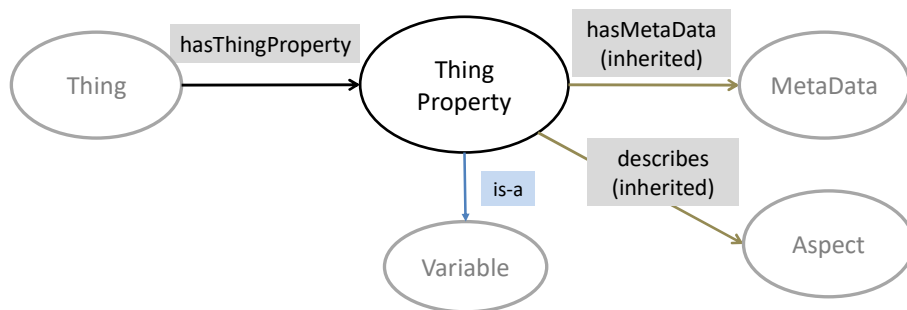 hasThingProperty
hasMetaData
(inherited)
Thing
Thing
Property
MetaData
describes
(inherited)
is-a
Variable
Aspect